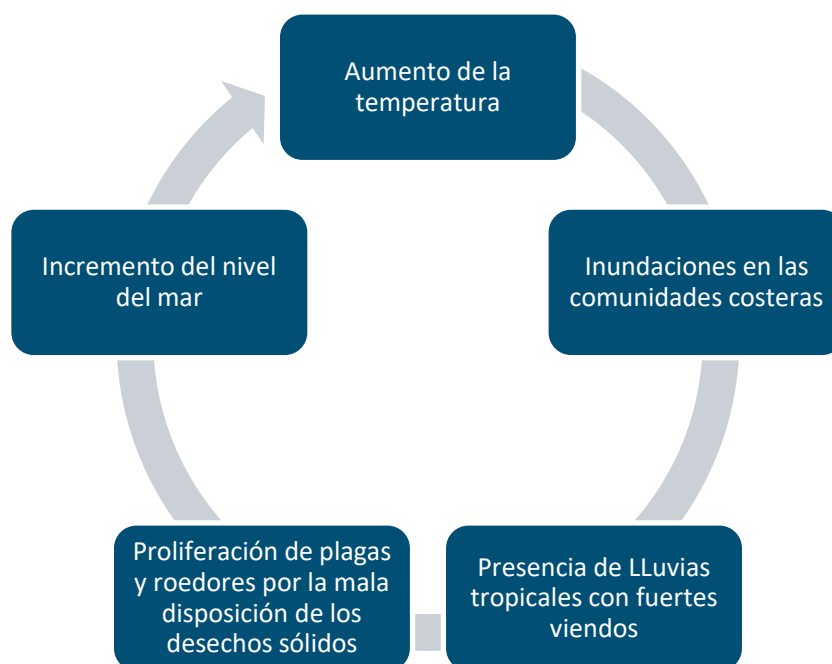 Aumento de la
temperatura
Inundaciones en las
comunidades costeras
Presencia de LLuvias
tropicales con fuertes
viendos
Proliferación de plagas
y roedores por la mala
disposición de los
desechos sólidos
Incremento del nivel
del mar